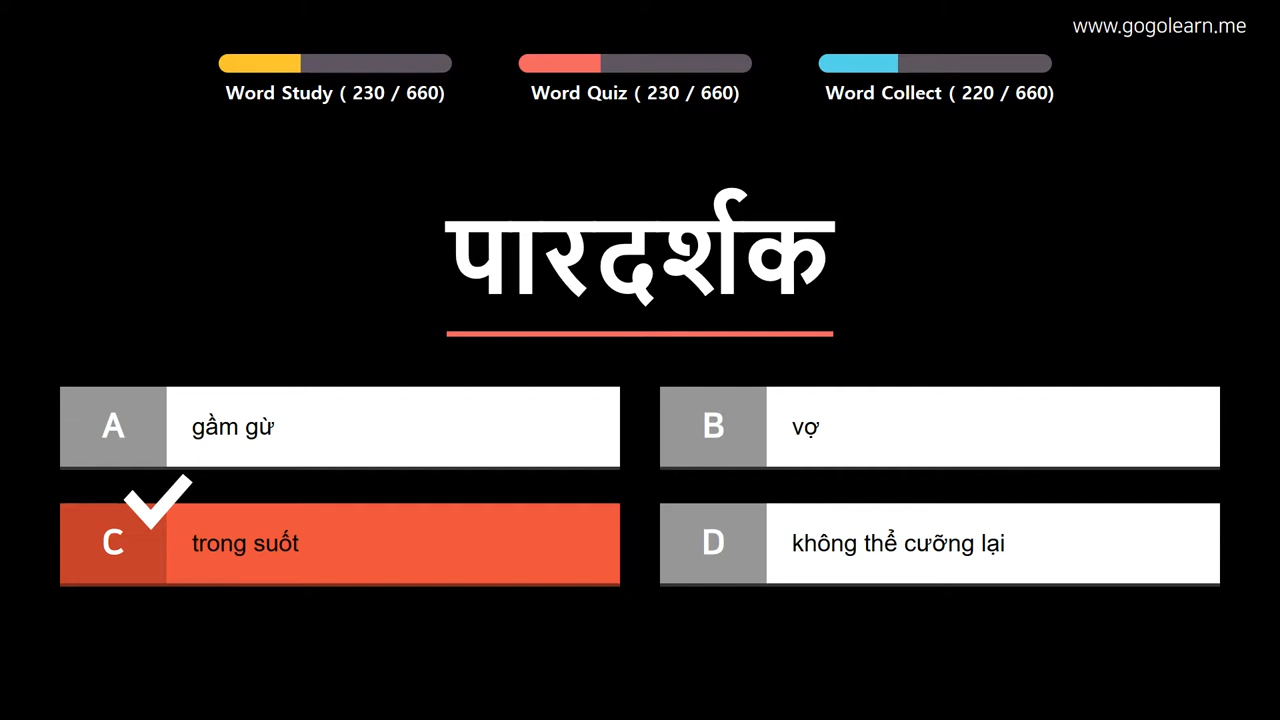 www.gogolearn.me
Word Study ( 230 / 660)
Word Quiz ( 230 / 660)
Word Collect ( 220 / 660)
पारदर्शक
A gầm gừ
B vợ
C trong suốt
D không thể cưỡng lại